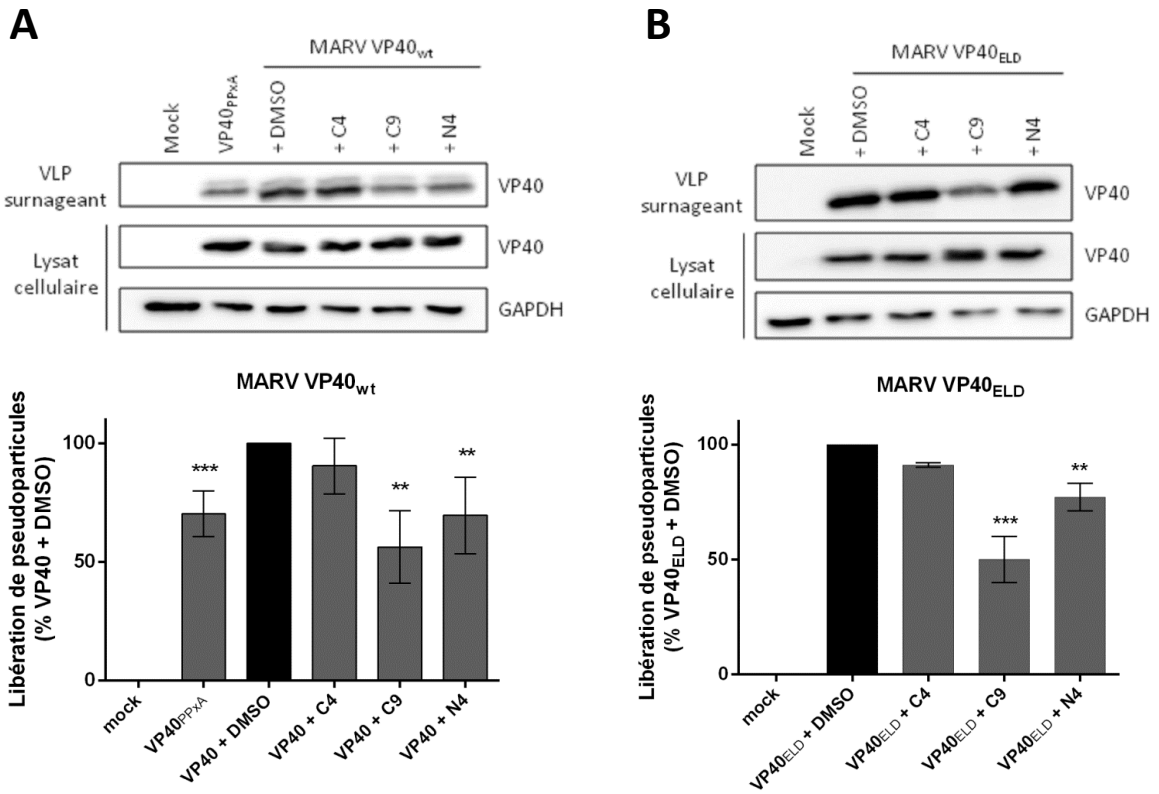 A
MARV VP40wt
Mock
VP40PPxA
+ DMSO
+ C4
+ C9
+ N4
VLP
surnageant
VP40
Lysat
cellulaire
VP40
GAPDH
MARV VP40wt
Libération de pseudoparticules
(% VP40 + DMSO)
100
50
0
***
**
**
mock
VP40PPxA
VP40 + DMSO
VP40 + C4
VP40 + C9
VP40 + N4
B
MARV VP40ELD
Mock
+ DMSO
+ C4
+ C9
+ N4
VLP
surnageant
VP40
Lysat
cellulaire
VP40
GAPDH
MARV VP40ELD
Libération de pseudoparticules
(% VP40ELD + DMSO)
100
50
0
***
**
mock
VP40ELD + DMSO
VP40ELD + C4
VP40ELD + C9
VP40ELD + N4